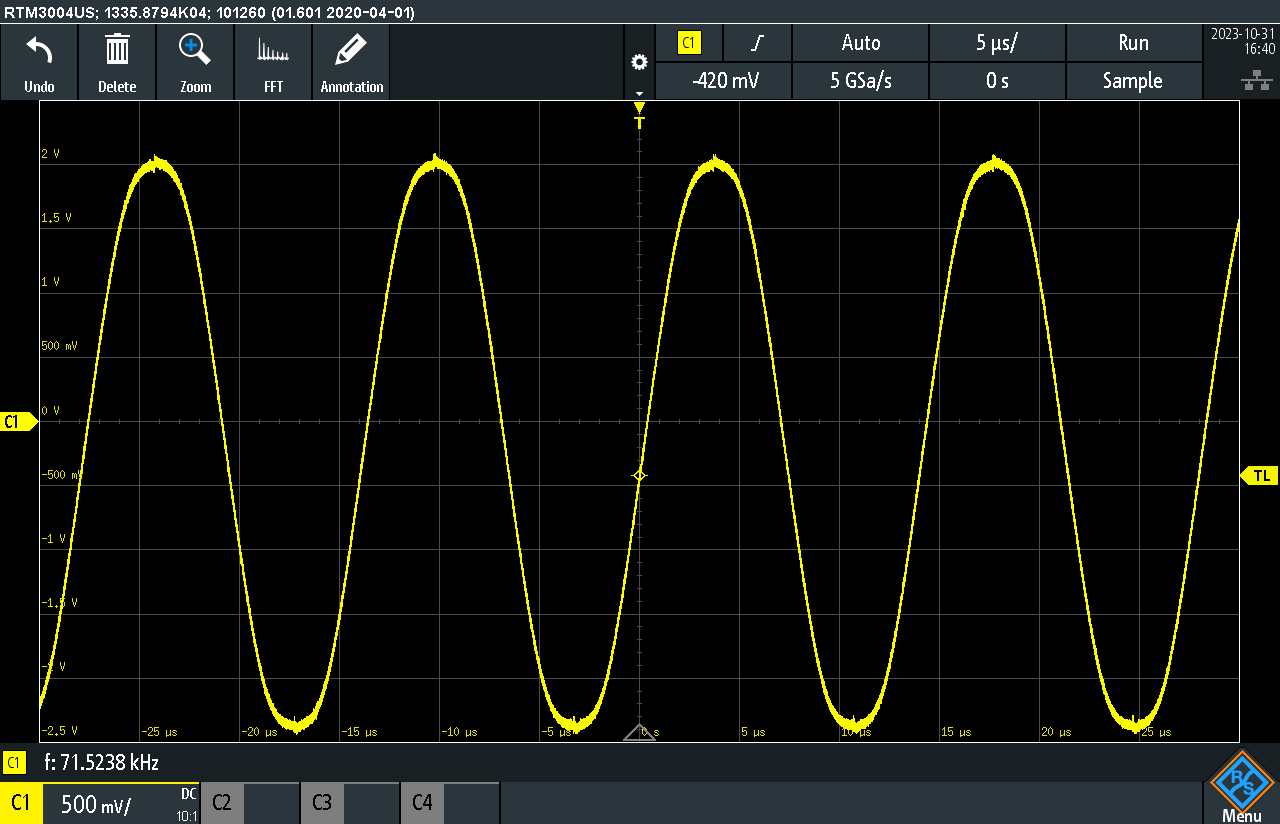 RTM3004US; 1335.8794K04; 101260 (01.601 2020-04-01)
Undo
Delete
Zoom
FFT
Annotation
C1
Auto
5 µs/
Run
2023-10-31
16:40
-420 mV
5 GSa/s
0 s
Sample
T
2 V
1.5 V
1 V
500 mV
C1
0 V
-500 mV
TL
-1 V
-1.5 V
-2 V
-2.5 V
-25 µs
-20 µs
-15 µs
-10 µs
-5 µs
0 s
5 µs
10 µs
15 µs
20 µs
25 µs
C1
f: 71.5238 kHz
C1
500 mV/
DC
10:1
C2
C3
C4
R
S
Menu